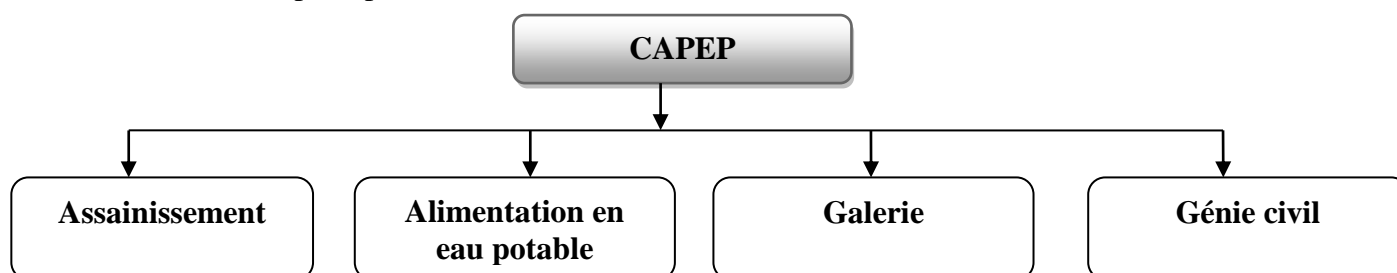 CAPEP
Assainissement
Alimentation en
eau potable
Galerie
Génie civil